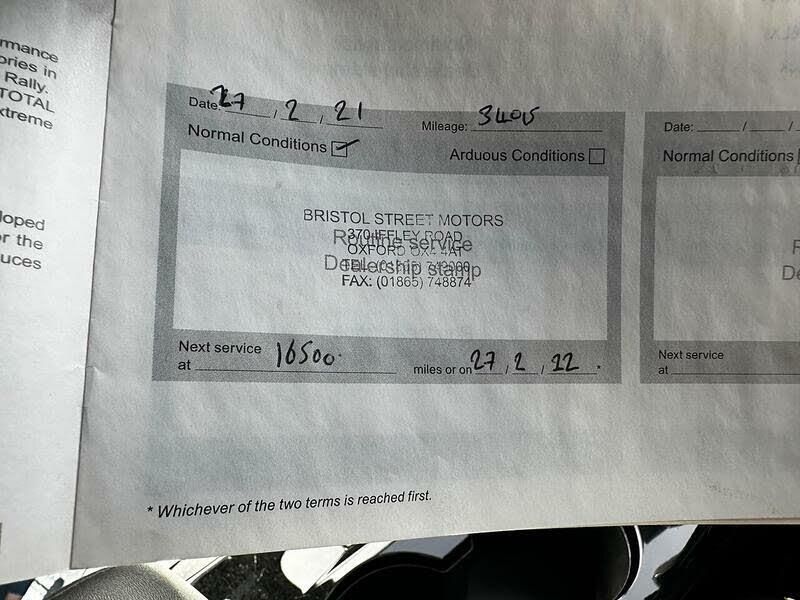 rmance
ories in
Rally.
TOTAL
xtreme
loped
or the
uces
Date: 27 / 2 / 21 Mileage: 3405
Normal Conditions Arduous Conditions
BRISTOL STREET MOTORS
370 IFFLEY ROAD
Routine service
OXFORD OX4 4AT
Dealership stamp
FAX: (01865) 748874
Next service
at 16500 miles or on 27 / 2 / 22
* Whichever of the two terms is reached first.
Date: / /
Normal Conditions
Next service
at